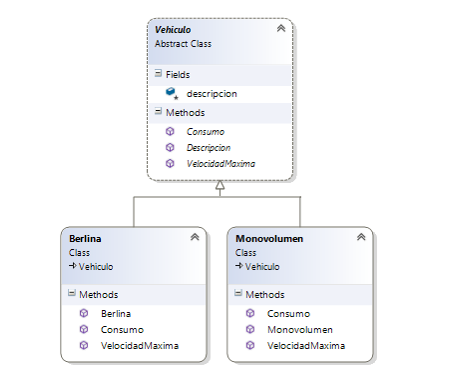 Vehiculo
Abstract Class
Fields
descripcion
Methods
Consumo
Descripcion
VelocidadMaxima
Berlina
Class
Vehiculo
Methods
Berlina
Consumo
VelocidadMaxima
Monovolumen
Class
Vehiculo
Methods
Consumo
Monovolumen
VelocidadMaxima